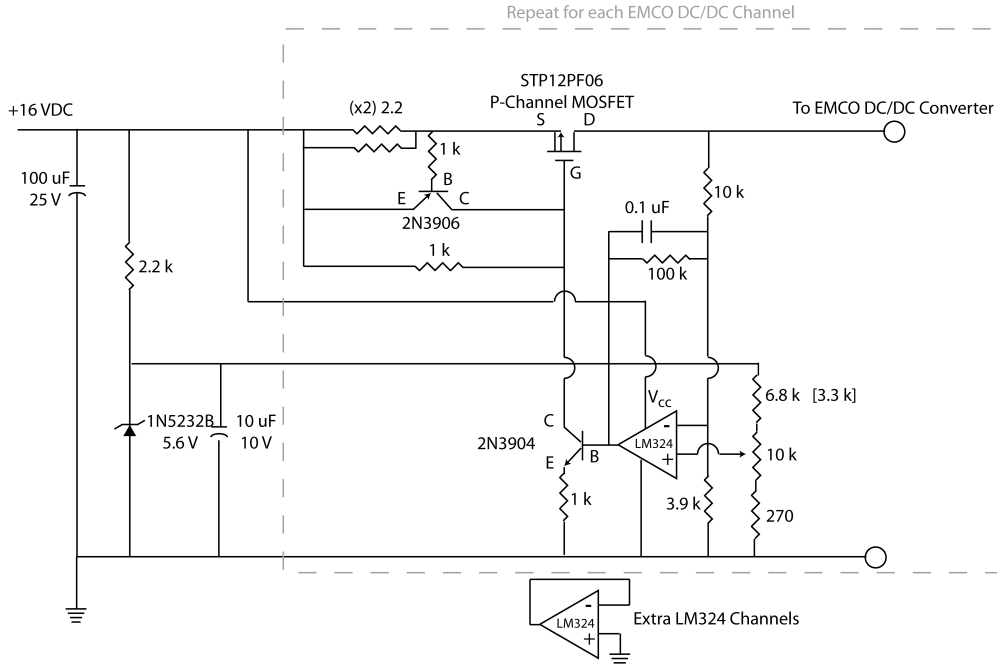 Repeat for each EMCO DC/DC Channel
STP12PF06
P-Channel MOSFET
+16 VDC
(x2) 2.2
S
D
To EMCO DC/DC Converter
1 k
G
100 uF
25 V
B
E
C
2N3906
10 k
0.1 uF
1 k
2.2 k
100 k
VCC
6.8 k [3.3 k]
1N5232B
5.6 V
10 uF
10 V
C
2N3904
E
B
LM324
-
+
10 k
1 k
3.9 k
270
LM324
-
+
Extra LM324 Channels